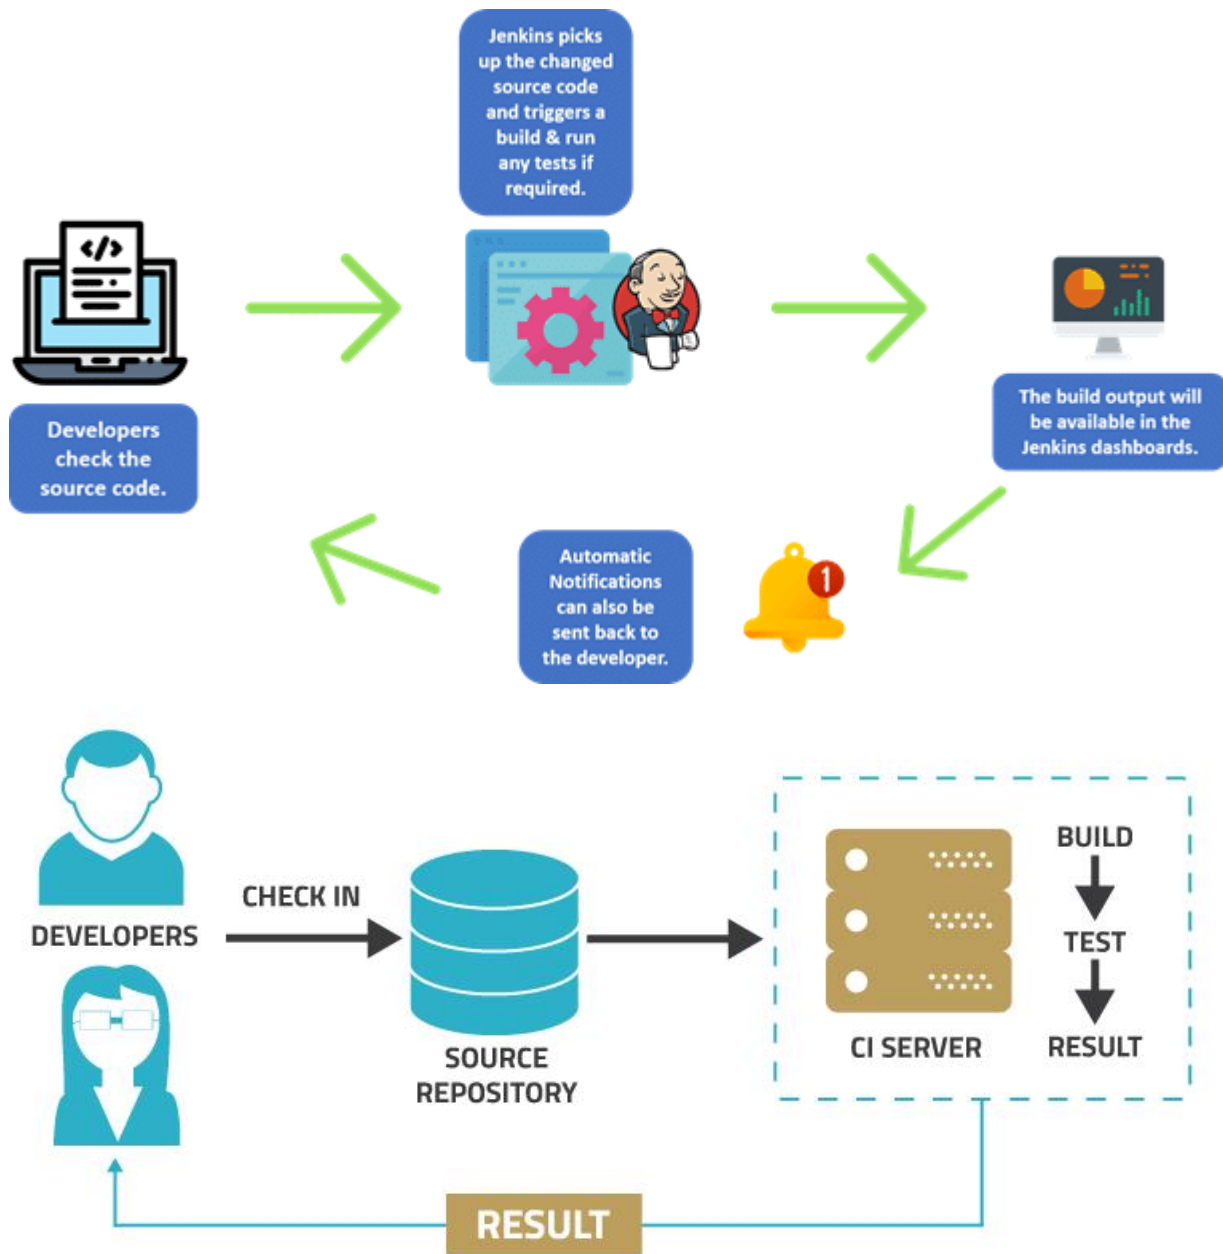 Jenkins picks
up the changed
source code
and triggers a
build & run
any tests if
required.
</>
Developers
check the
source code.
The build output will
be available in the
Jenkins dashboards.
1
Automatic
Notifications
can also be
sent back to
the developer.
DEVELOPERS
CHECK IN
SOURCE
REPOSITORY
CI SERVER
BUILD
TEST
RESULT
RESULT